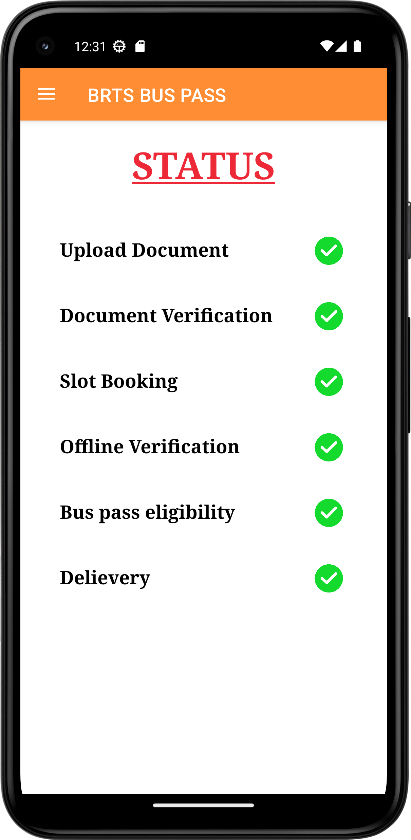 12:31
BRTS BUS PASS
STATUS
Upload Document
Document Verification
Slot Booking
Offline Verification
Bus pass eligibility
Delievery